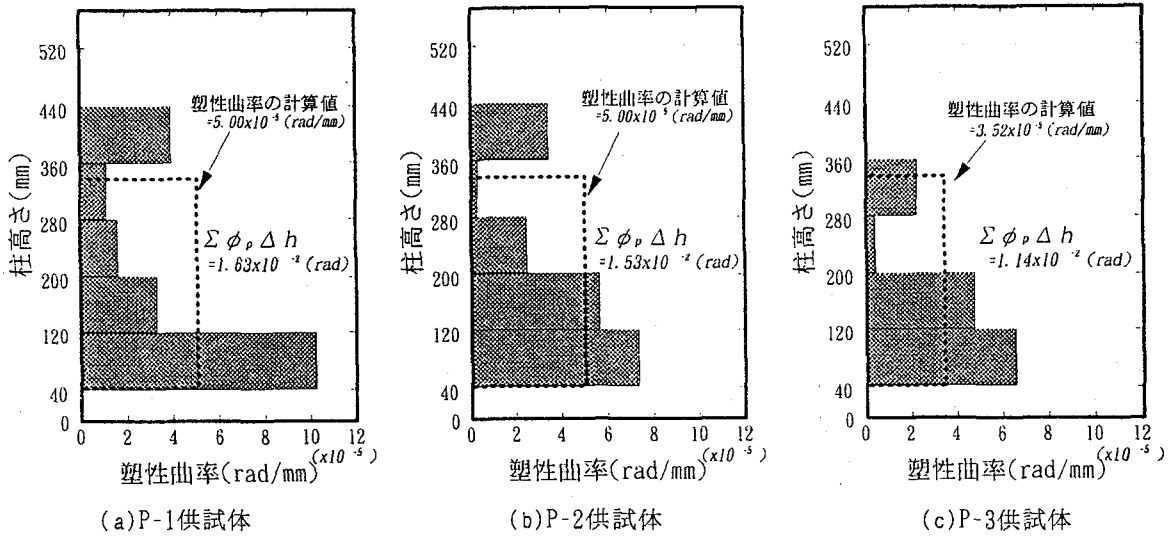 520
440
360
280
200
120
40
0
柱高さ(mm)
塑性曲率の計算値
=5.00x10⁻⁵(rad/mm)
Σφₚ Δh
=1.63x10⁻²(rad)
0 2 4 6 8 10 12
(x10⁻⁵)
塑性曲率(rad/mm)
(a)P-1供試体
520
440
360
280
200
120
40
0
柱高さ(mm)
塑性曲率の計算値
=5.00x10⁻⁵(rad/mm)
Σφₚ Δh
=1.53x10⁻²(rad)
0 2 4 6 8 10 12
(x10⁻⁵)
塑性曲率(rad/mm)
(b)P-2供試体
520
440
360
280
200
120
40
0
柱高さ(mm)
塑性曲率の計算値
=3.52x10⁻⁵(rad/mm)
Σφₚ Δh
=1.14x10⁻²(rad)
0 2 4 6 8 10 12
(x10⁻⁵)
塑性曲率(rad/mm)
(c)P-3供試体